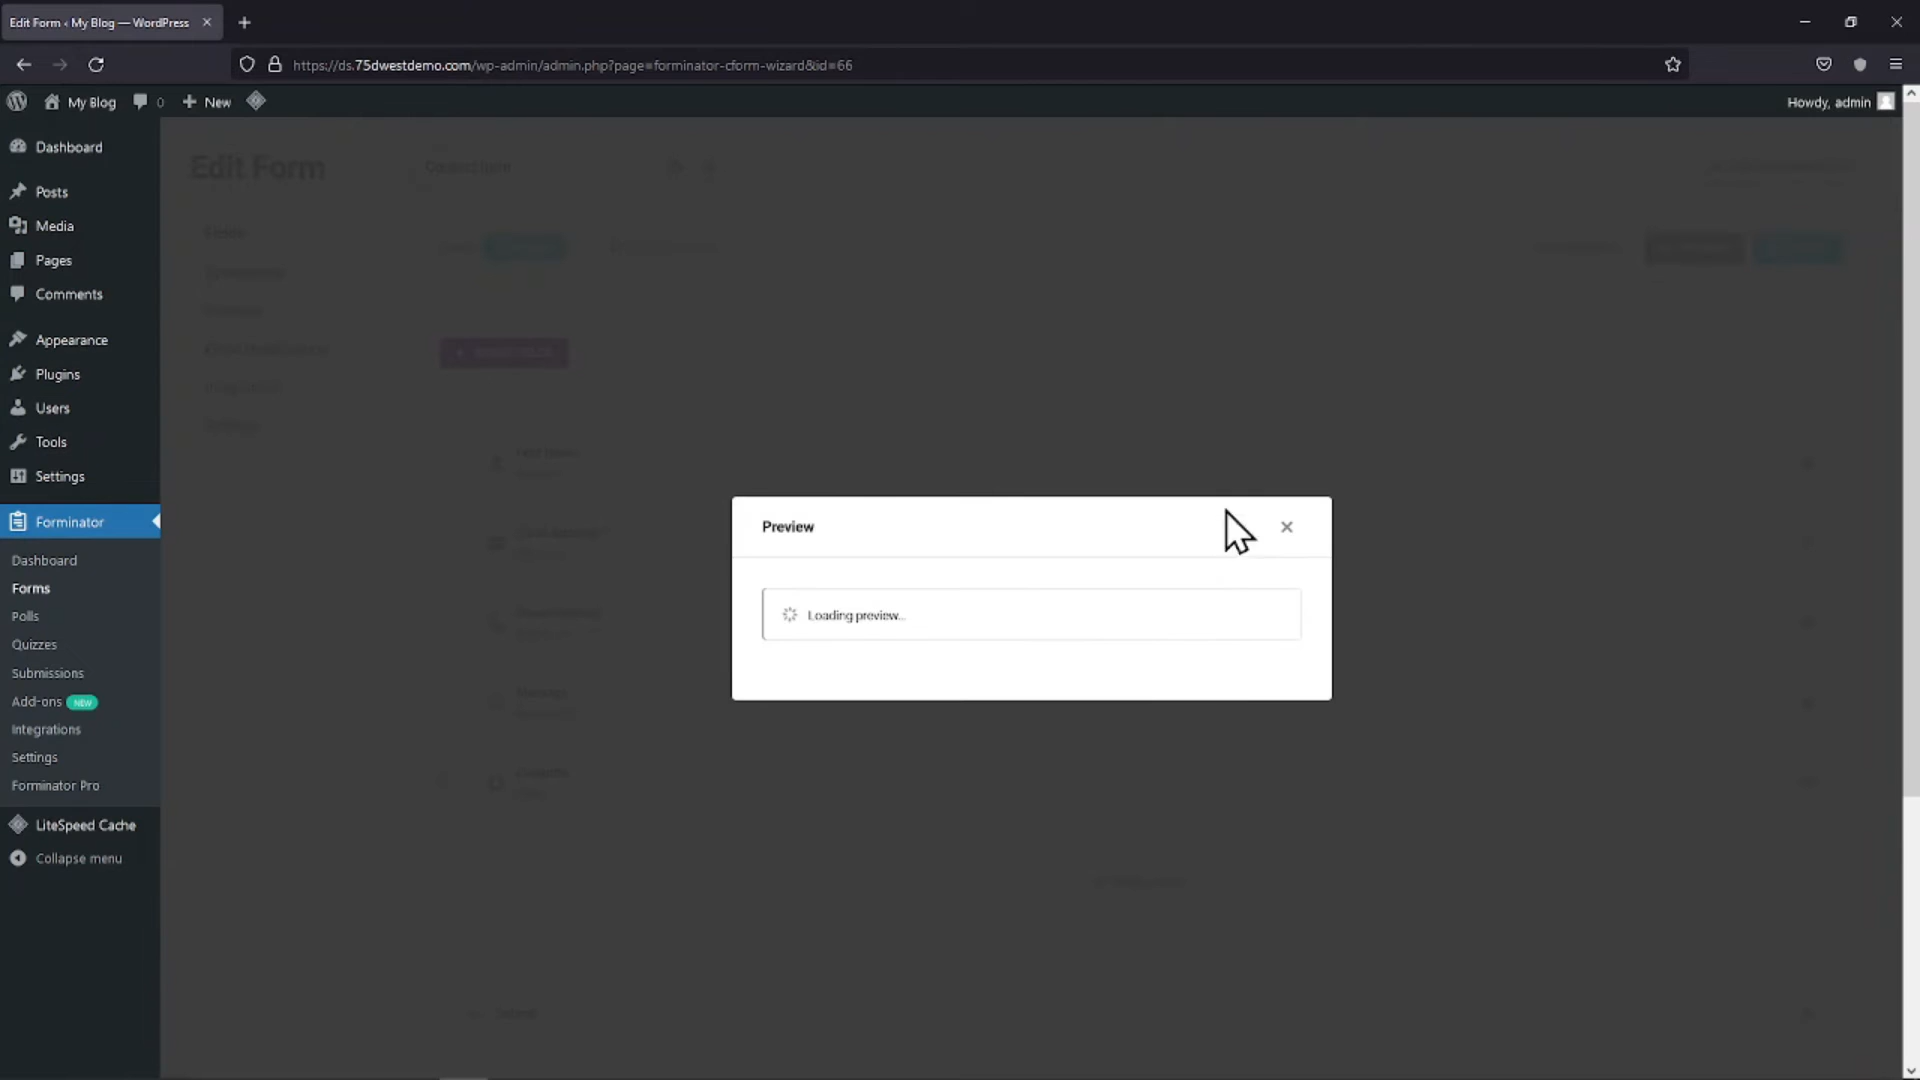 Edit Form ‹ My Blog — WordPress
https://ds.75dwestdemo.com/wp-admin/admin.php?page=forminator-cform-wizard&id=66
My Blog
0
New
Howdy, admin
Dashboard
Posts
Media
Pages
Comments
Appearance
Plugins
Users
Tools
Settings
Forminator
Dashboard
Forms
Polls
Quizzes
Submissions
Add-ons NEW
Integrations
Settings
Forminator Pro
LiteSpeed Cache
Collapse menu
Edit Form
Preview
Loading preview...